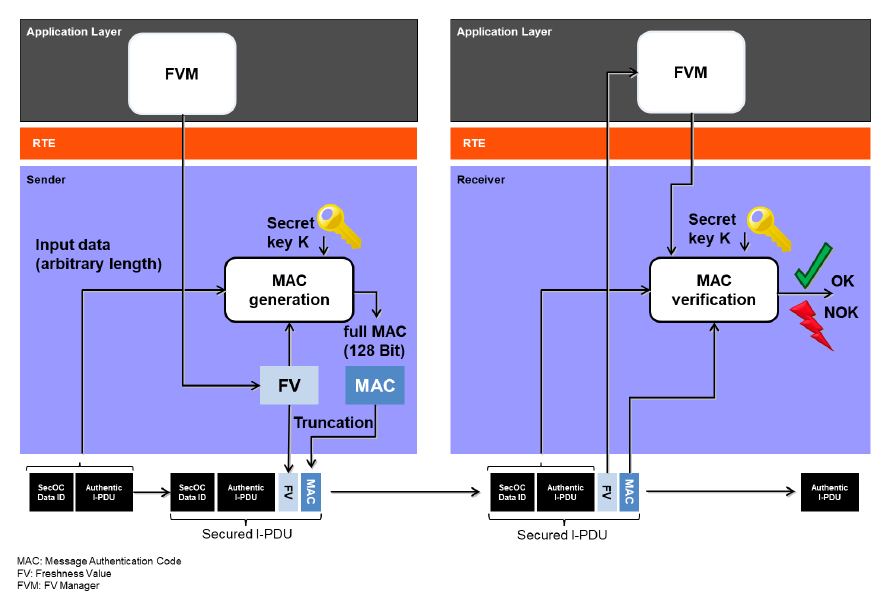 Application Layer
FVM
RTE
Sender
Secret
key K
Input data
(arbitrary length)
MAC
generation
full MAC
(128 Bit)
FV
MAC
Truncation
SecOC
Data ID
Authentic
I-PDU
SecOC
Data ID
Authentic
I-PDU
FV
MAC
Secured I-PDU
Application Layer
FVM
RTE
Receiver
Secret
key K
MAC
verification
OK
NOK
SecOC
Data ID
Authentic
I-PDU
FV
MAC
Secured I-PDU
Authentic
I-PDU
MAC: Message Authentication Code
FV: Freshness Value
FVM: FV Manager